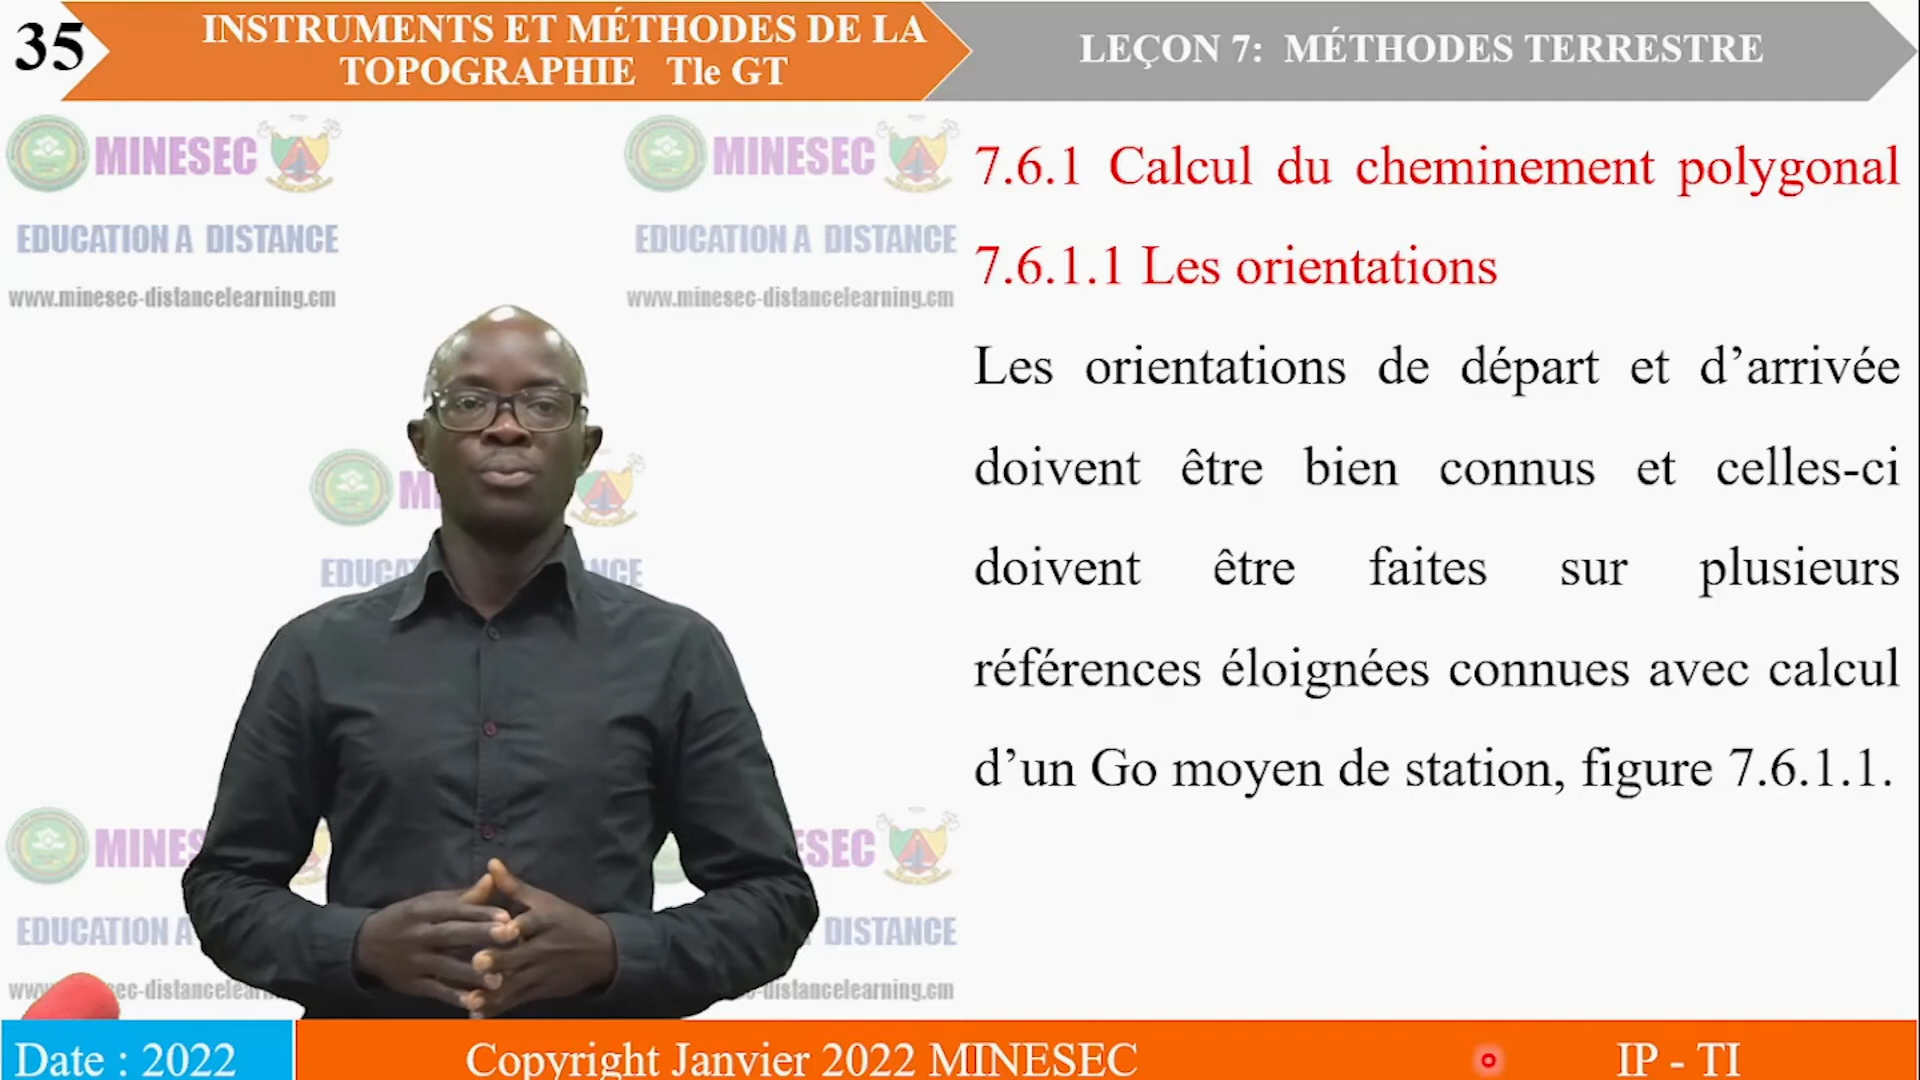 35
INSTRUMENTS ET MÉTHODES DE LA
TOPOGRAPHIE Tle GT
LEÇON 7: MÉTHODES TERRESTRE
MINESEC
EDUCATION A DISTANCE
www.minesec-distancelearning.cm
MINESEC
EDUCATION A DISTANCE
www.minesec-distancelearning.cm
7.6.1 Calcul du cheminement polygonal
7.6.1.1 Les orientations
Les orientations de départ et d’arrivée
doivent être bien connus et celles-ci
doivent être faites sur plusieurs
références éloignées connues avec calcul
d’un Go moyen de station, figure 7.6.1.1.
DISTANCE
Date : 2022
Copyright Janvier 2022 MINESEC
IP - TI